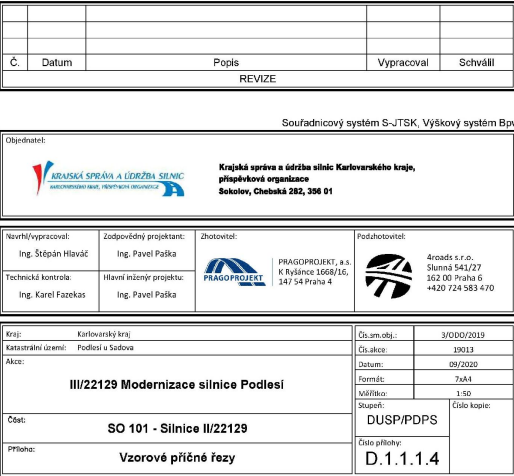 Č. Datum Popis Vypracoval Schválil
REVIZE
Souřadnicový systém S-JTSK, Výškový systém Bpv
Objednatel:
KRAJSKÁ SPRÁVA A ÚDRŽBA SILNIC
KARLOVARSKÉHO KRAJE, PŘÍSPĚVKOVÁ ORGANIZACE
Krajská správa a údržba silnic Karlovarského kraje,
příspěvková organizace
Sokolov, Chebská 282, 356 01
Navrhl/vypracoval:
Ing. Štěpán Hlaváč
Zodpovědný projektant:
Ing. Pavel Paška
Technická kontrola:
Ing. Karel Fazekas
Hlavní inženýr projektu:
Ing. Pavel Paška
Zhotovitel:
PRAGOPROJEKT
PRAGOPROJEKT, a.s.
K Ryšánce 1668/16,
147 54 Praha 4
Podzhotovitel:
4roads s.r.o.
Slunná 541/27
162 00 Praha 6
+420 724 583 470
Kraj: Karlovarský kraj
Katastrální území: Podlesí u Sadova
Akce:
III/22129 Modernizace silnice Podlesí
Část:
SO 101 - Silnice II/22129
Příloha:
Vzorové příčné řezy
Čís.sm.obj.: 3/ODO/2019
Čís.akce: 19013
Datum: 09/2020
Formát: 7xA4
Měřítko: 1:50
Stupeň:
DUSP/PDPS
Číslo kopie:
Číslo přílohy:
D.1.1.1.4